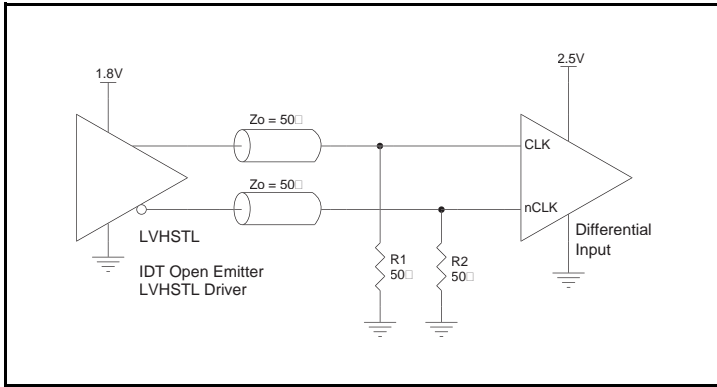 1.8V
2.5V
Zo = 50□
CLK
Zo = 50□
nCLK
LVHSTL
IDT Open Emitter
LVHSTL Driver
R1
50□
R2
50□
Differential
Input